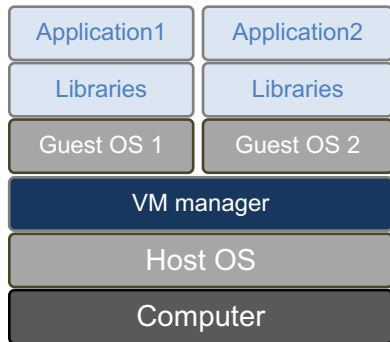 Application1
Application2
Libraries
Libraries
Guest OS 1
Guest OS 2
VM manager
Host OS
Computer